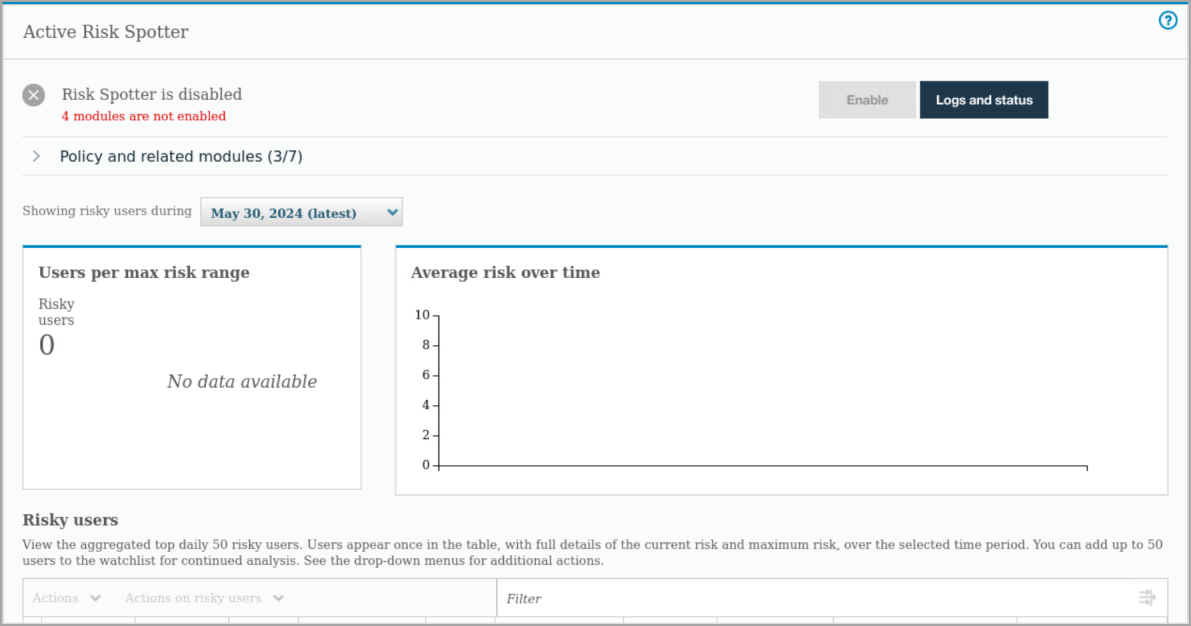 Active Risk Spotter
?
Risk Spotter is disabled
4 modules are not enabled
Enable
Logs and status
Policy and related modules (3/7)
Showing risky users during
May 30, 2024 (latest)
Users per max risk range
Risky
users
0
No data available
Average risk over time
10
8
6
4
2
0
Risky users
View the aggregated top daily 50 risky users. Users appear once in the table, with full details of the current risk and maximum risk, over the selected time period. You can add up to 50
users to the watchlist for continued analysis. See the drop-down menus for additional actions.
Actions
Actions on risky users
Filter